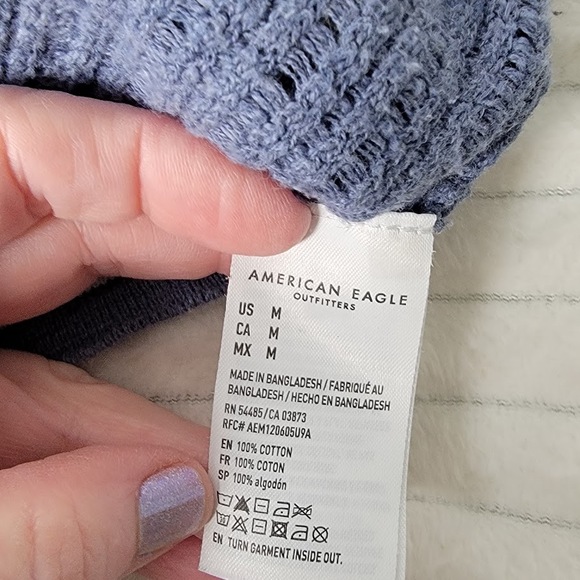 AMERICAN EAGLE
OUTFITTERS
US M
CA M
MX M
MADE IN BANGLADESH / FABRIQUÉ AU
BANGLADESH / HECHO EN BANGLADESH
RN 54485 / CA 03873
RFC# AEM120605U9A
EN 100% COTTON
FR 100% COTON
SP 100% algodón
EN TURN GARMENT INSIDE OUT.